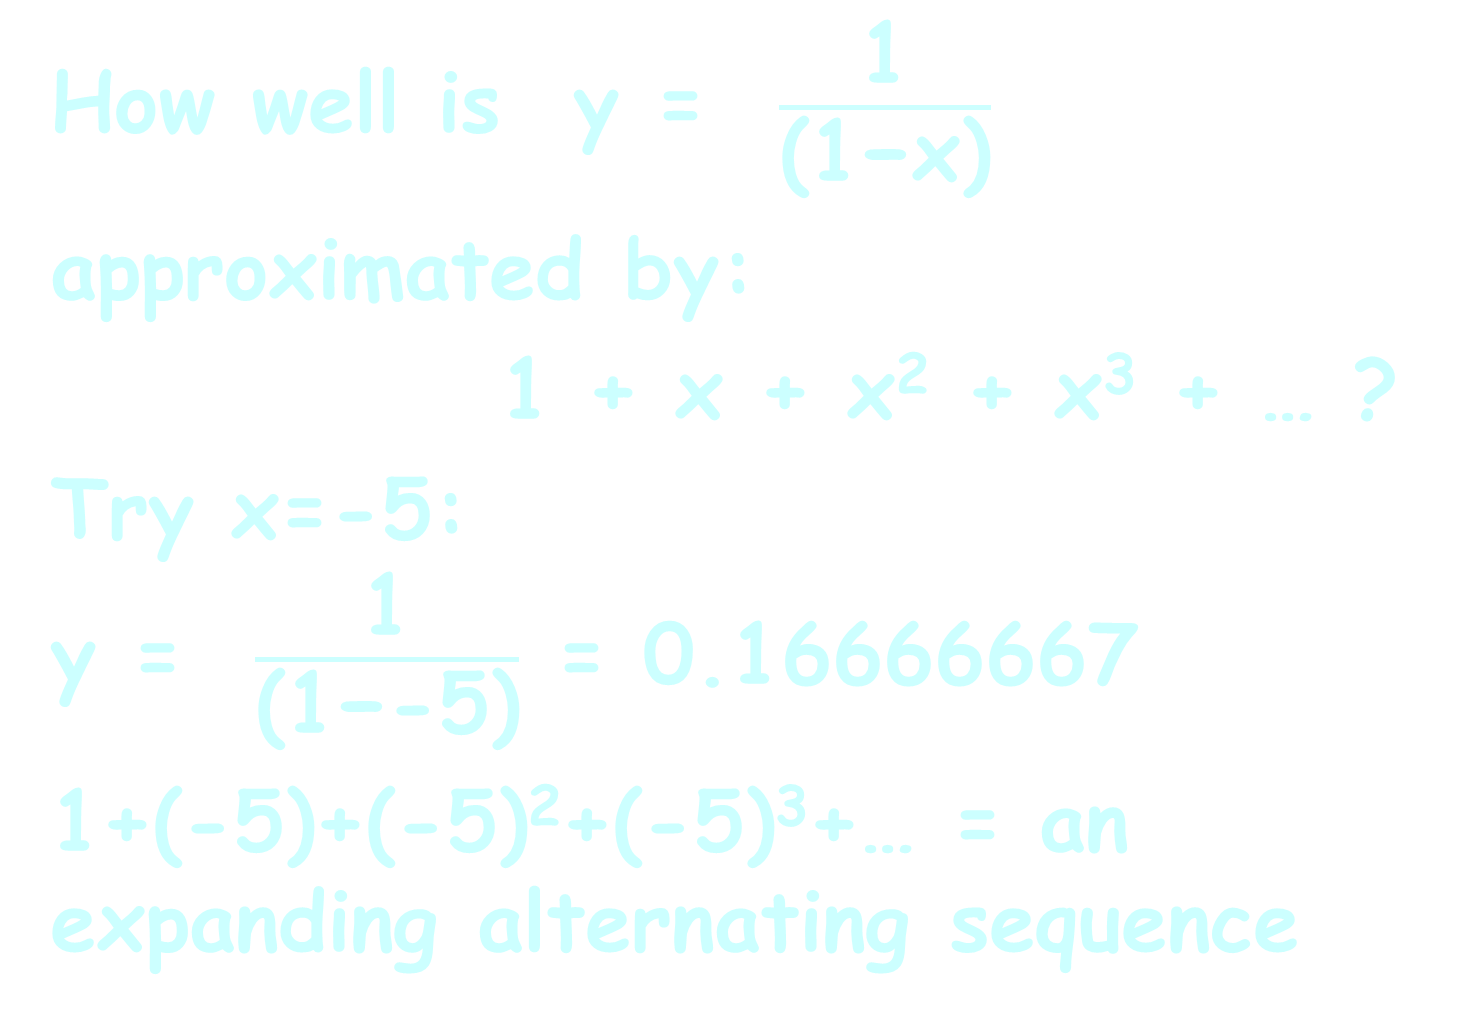 How well is y = 1/(1-x)
approximated by:
1 + x + x² + x³ + … ?
Try x=-5:
y = 1/(1--5) = 0.16666667
1+(-5)+(-5)²+(-5)³+… = an
expanding alternating sequence